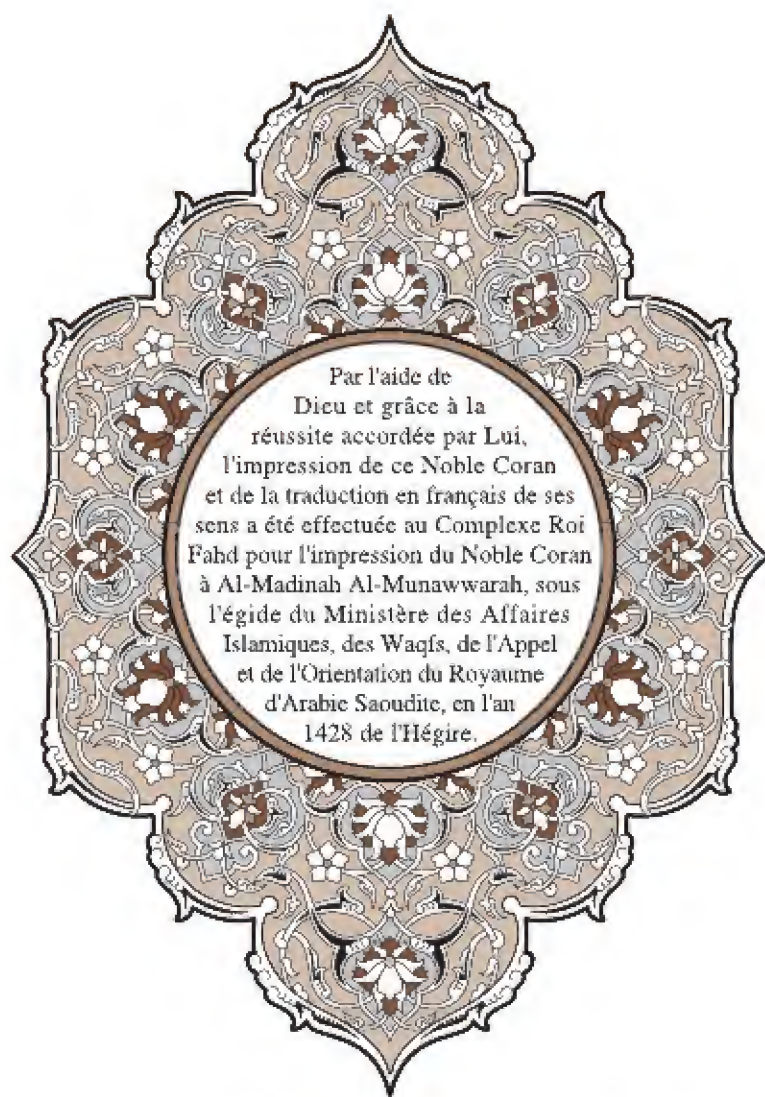 Par l'aide de
Dieu et grâce à la
réussite accordée par Lui,
l'impression de ce Noble Coran
et de la traduction en français de ses
sens a été effectuée au Complexe Roi
Fahd pour l'impression du Noble Coran
à Al-Madinah Al-Munawwarah, sous
l'égide du Ministère des Affaires
Islamiques, des Waqfs, de l'Appel
et de l'Orientation du Royaume
d'Arabie Saoudite, en l'an
1428 de l'Hégire.